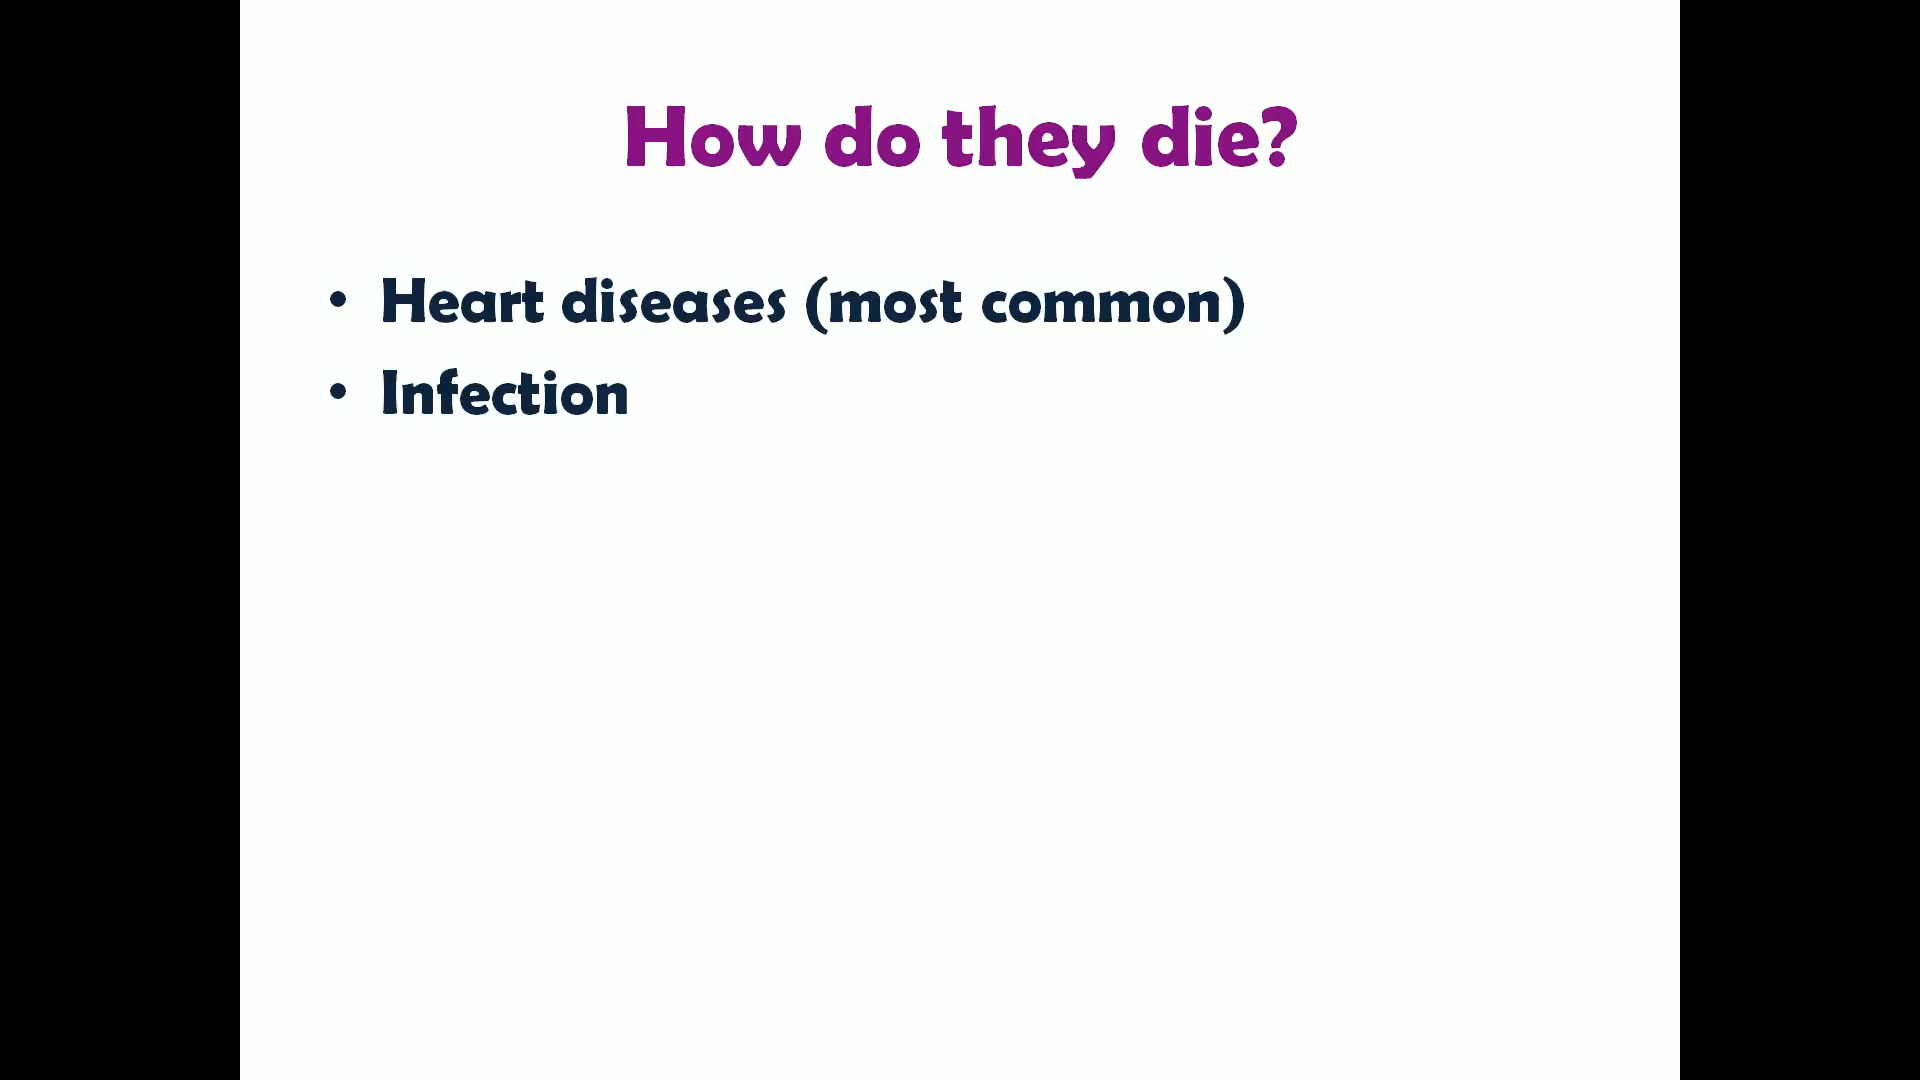 How do they die?
• Heart diseases (most common)
• Infection